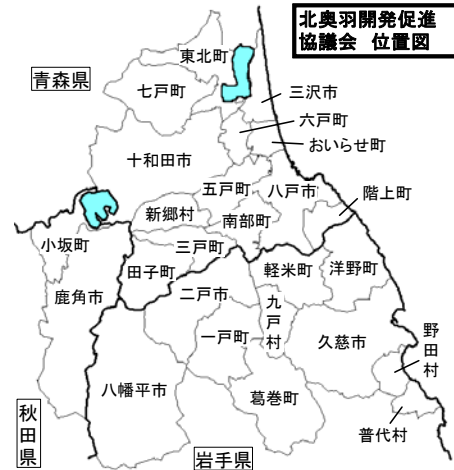 北奥羽開発促進
協議会 位置図
東北町
青森県
七戸町
三沢市
六戸町
おいらせ町
十和田市
五戸町
八戸市
階上町
新郷村
南部町
小坂町
三戸町
田子町
軽米町
洋野町
鹿角市
二戸市
九戸村
一戸町
久慈市
野田村
八幡平市
葛巻町
秋田県
普代村
岩手県